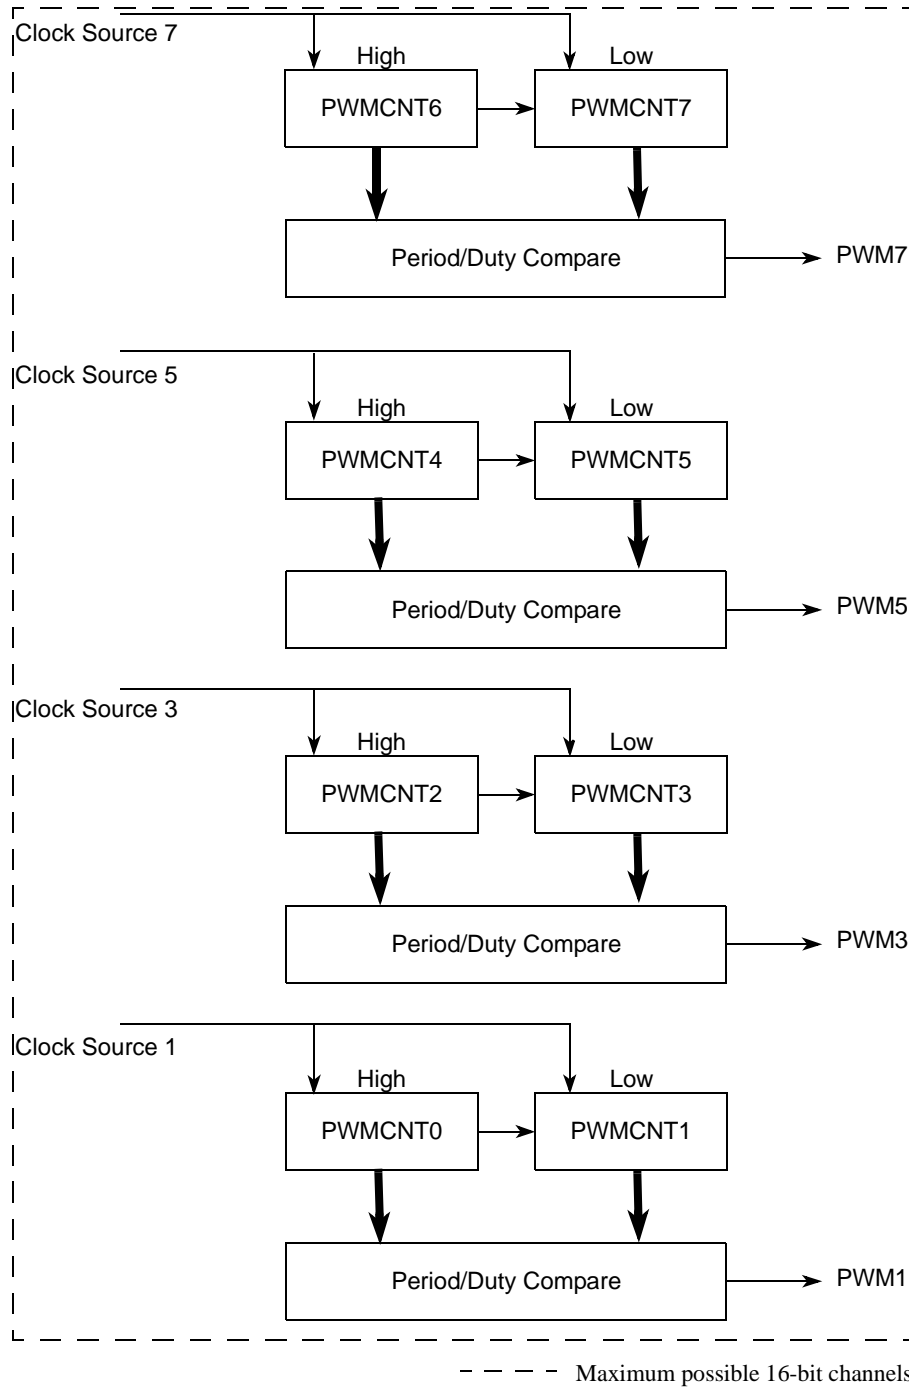 Clock Source 7
High
Low
PWMCNT6
PWMCNT7
Period/Duty Compare
PWM7
Clock Source 5
High
Low
PWMCNT4
PWMCNT5
Period/Duty Compare
PWM5
Clock Source 3
High
Low
PWMCNT2
PWMCNT3
Period/Duty Compare
PWM3
Clock Source 1
High
Low
PWMCNT0
PWMCNT1
Period/Duty Compare
PWM1
Maximum possible 16-bit channels